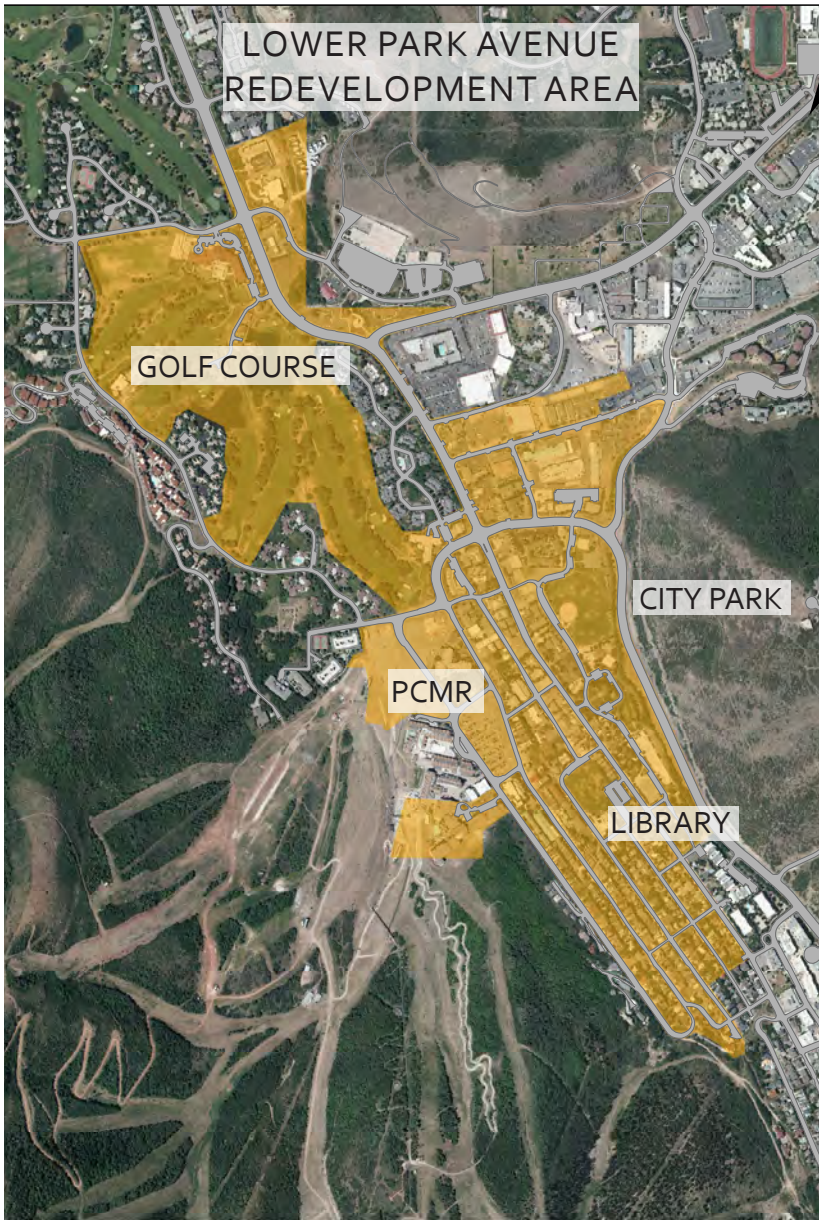 LOWER PARK AVENUE
REDEVELOPMENT AREA
GOLF COURSE
CITY PARK
PCMR
LIBRARY